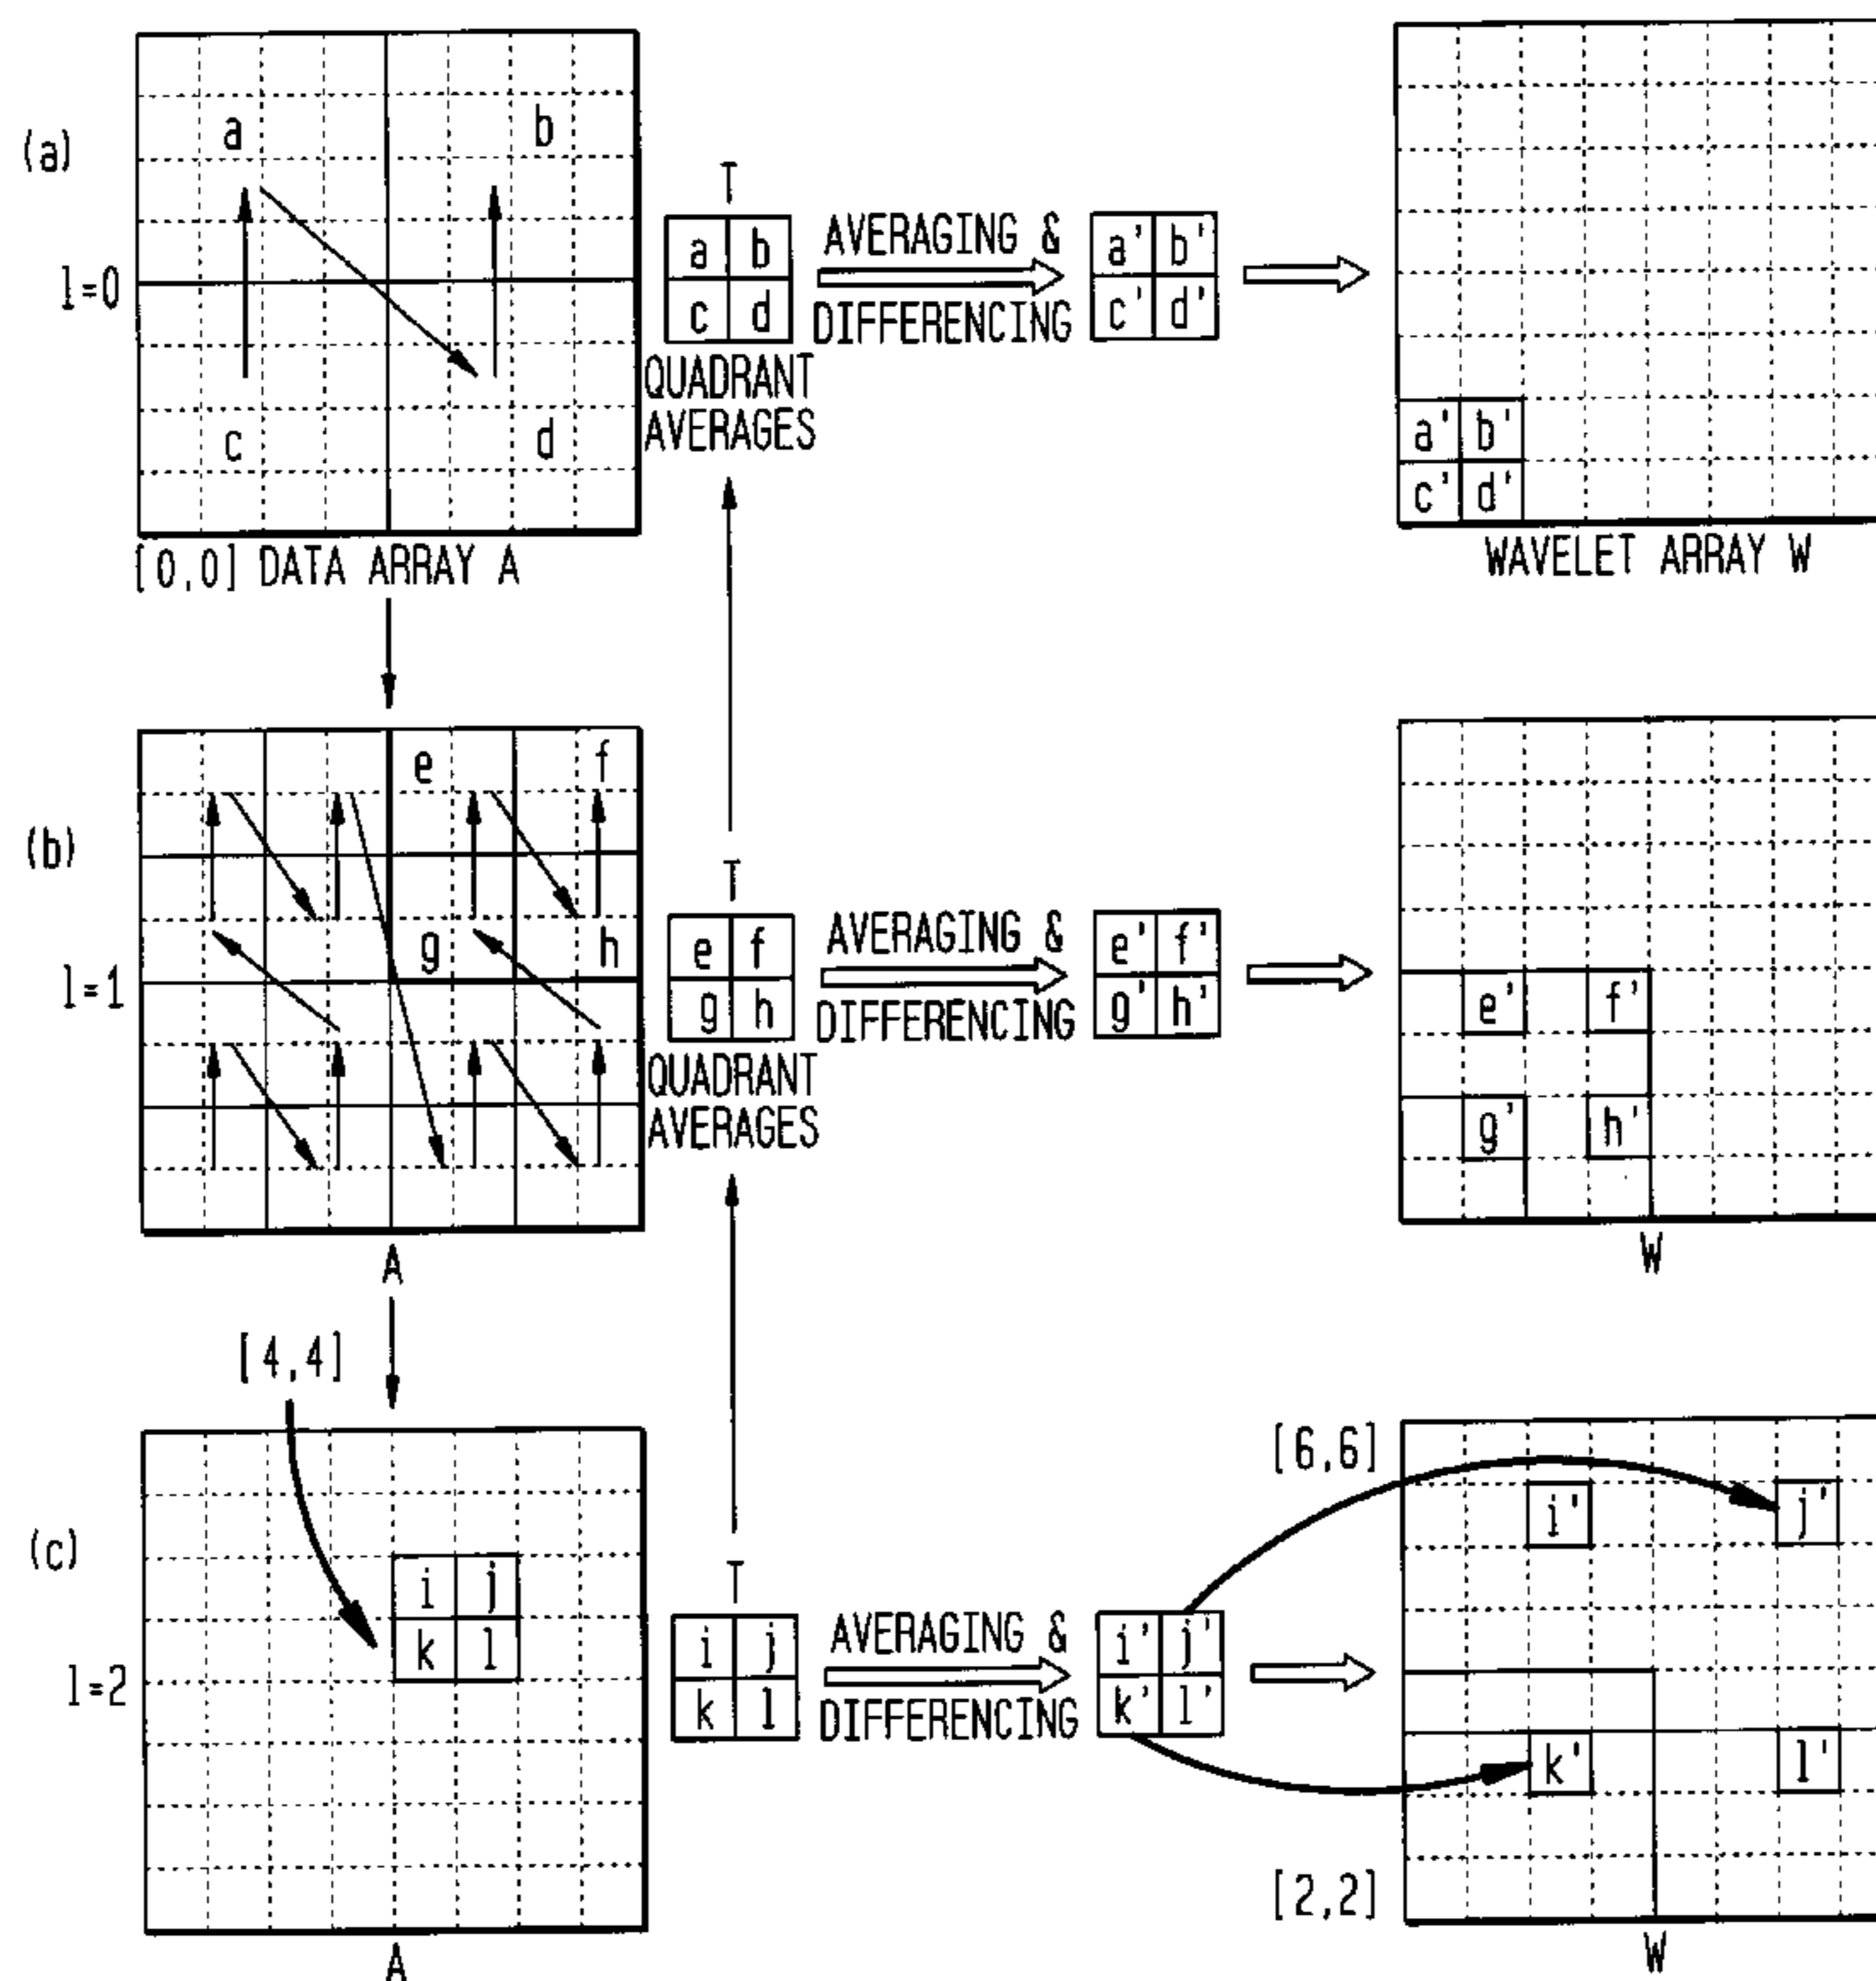 (a)
l=0
a b
c d
[0,0] DATA ARRAY A
T
a b
c d
QUADRANT
AVERAGES
AVERAGING &
DIFFERENCING
a' b'
c' d'
a' b'
c' d'
WAVELET ARRAY W
(b)
l=1
e f
g h
A
T
e f
g h
QUADRANT
AVERAGES
AVERAGING &
DIFFERENCING
e' f'
g' h'
e' f'
g' h'
W
[4,4]
(c)
l=2
i j
k l
A
T
i j
k l
AVERAGING &
DIFFERENCING
i' j'
k' l'
[6,6]
i' j'
k' l'
[2,2]
W